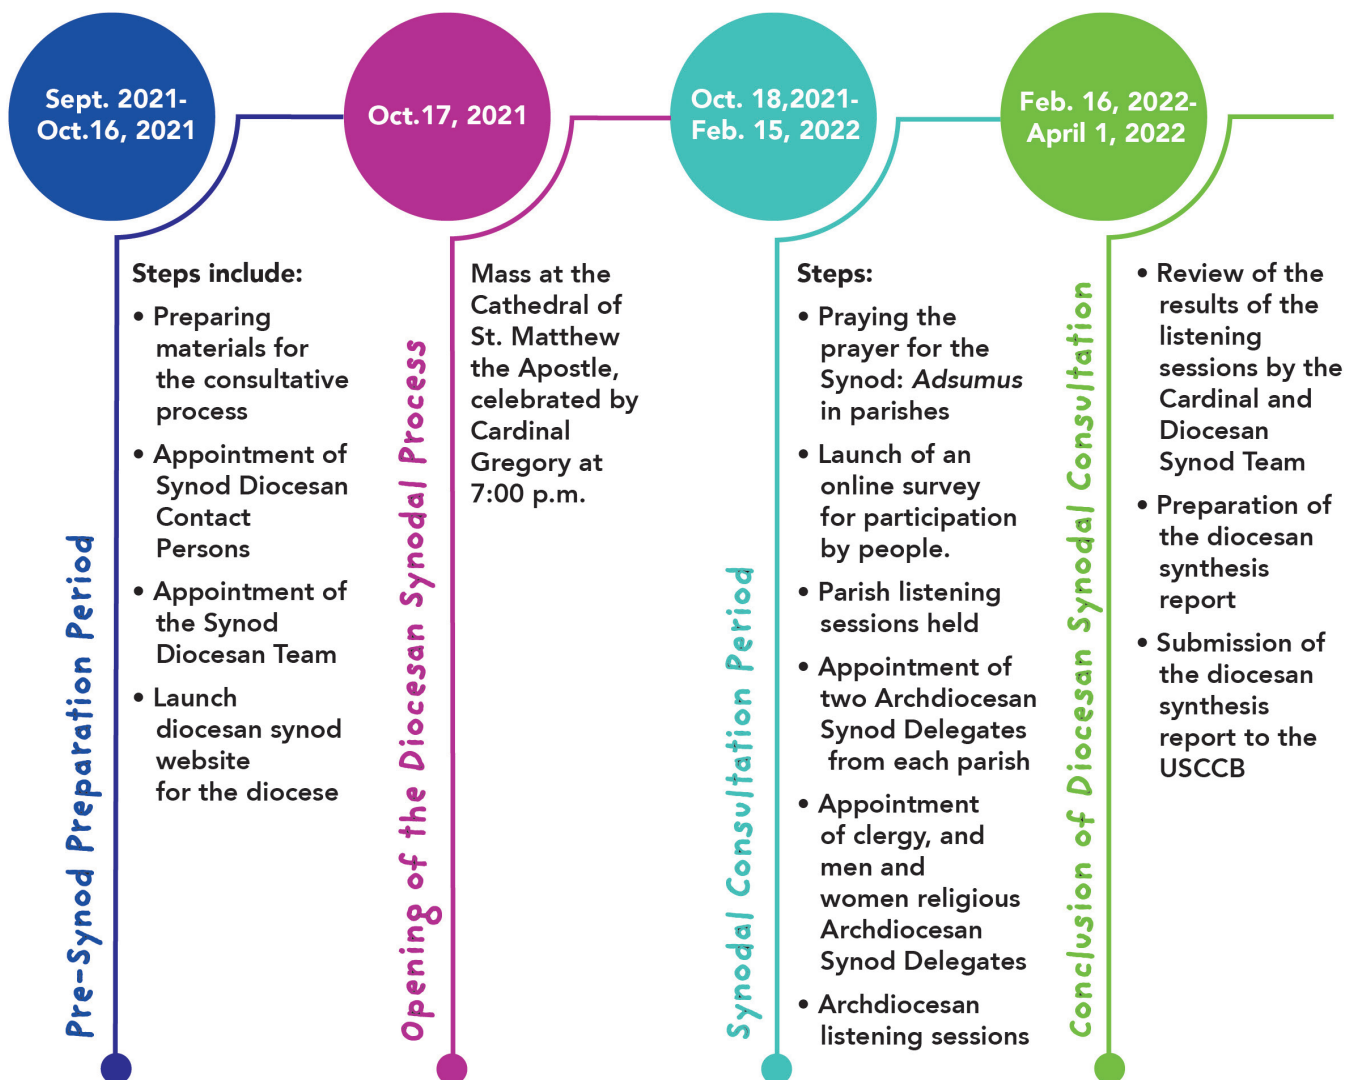 Sept. 2021-
Oct.16, 2021
Pre-Synod Preparation Period
Steps include:
• Preparing
materials for
the consultative
process
• Appointment of
Synod Diocesan
Contact
Persons
• Appointment of
the Synod
Diocesan Team
• Launch
diocesan synod
website
for the diocese
Oct.17, 2021
Opening of the Diocesan Synodal Process
Mass at the
Cathedral of
St. Matthew
the Apostle,
celebrated by
Cardinal
Gregory at
7:00 p.m.
Oct. 18,2021-
Feb. 15, 2022
Synodal Consultation Period
Steps:
• Praying the
prayer for the
Synod: Adsumus
in parishes
• Launch of an
online survey
for participation
by people.
• Parish listening
sessions held
• Appointment of
two Archdiocesan
Synod Delegates
from each parish
• Appointment
of clergy, and
men and
women religious
Archdiocesan
Synod Delegates
• Archdiocesan
listening sessions
Feb. 16, 2022-
April 1, 2022
Conclusion of Diocesan Synodal Consultation
• Review of the
results of the
listening
sessions by the
Cardinal and
Diocesan
Synod Team
• Preparation of
the diocesan
synthesis
report
• Submission of
the diocesan
synthesis
report to the
USCCB